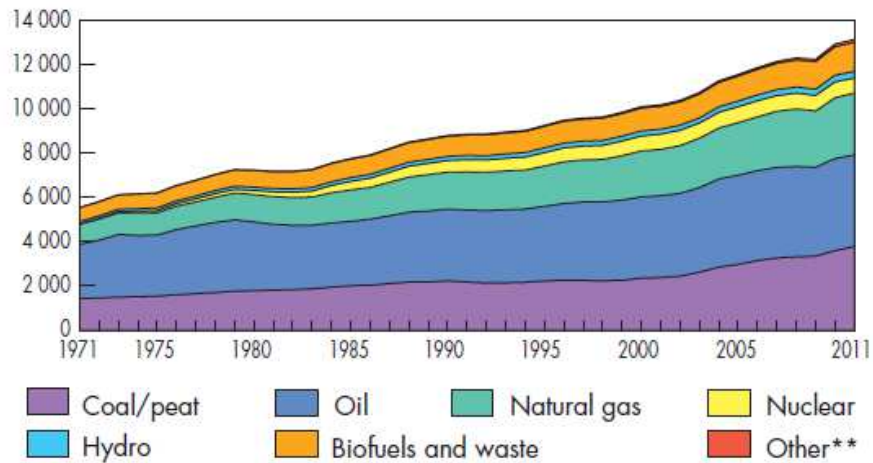 14 000
12 000
10 000
8 000
6 000
4 000
2 000
0
1971 1975 1980 1985 1990 1995 2000 2005 2011
Coal/peat Oil Natural gas Nuclear
Hydro Biofuels and waste Other**